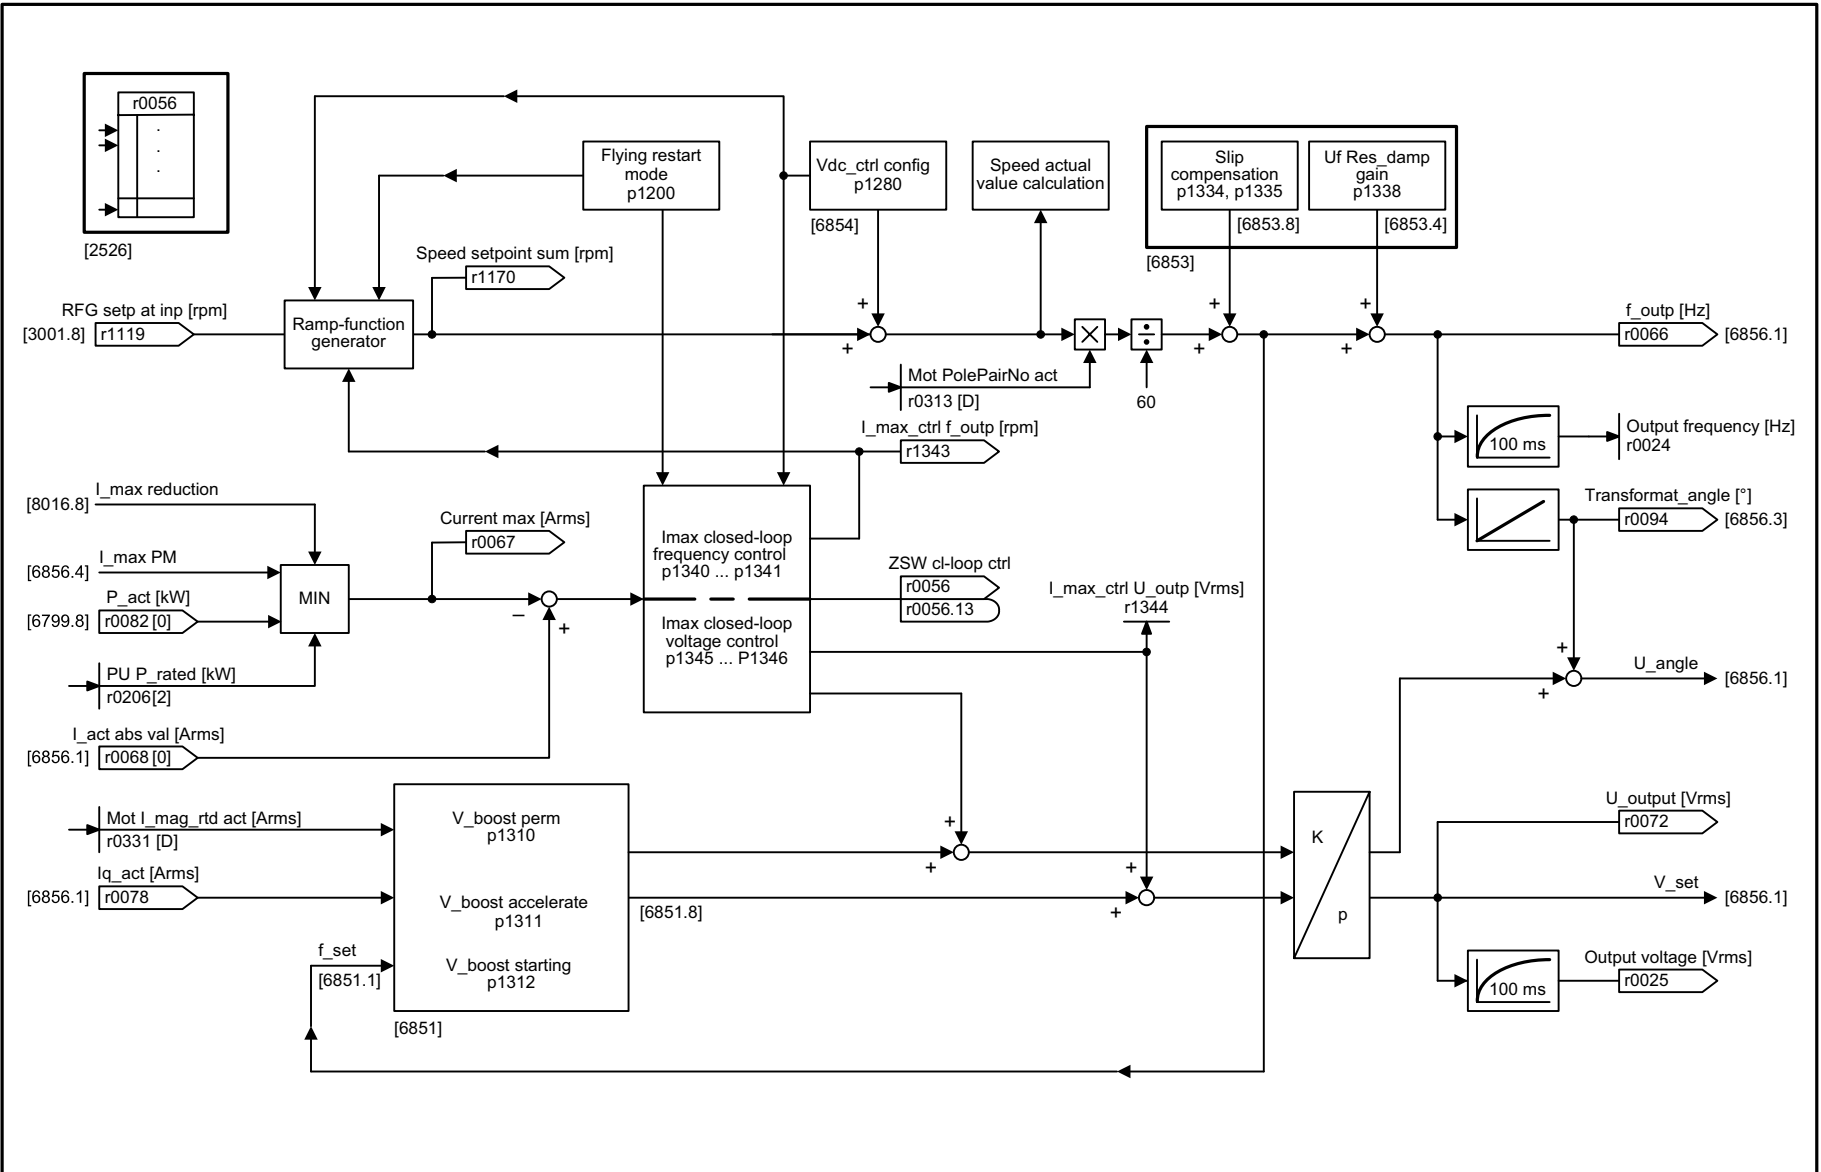 r0056
[2526]
Flying restart
mode
p1200
Vdc_ctrl config
p1280
[6854]
Speed actual
value calculation
Slip
compensation
p1334, p1335
[6853.8]
Uf Res_damp
gain
p1338
[6853.4]
[6853]
Speed setpoint sum [rpm]
r1170
RFG setp at inp [rpm]
[3001.8]
r1119
Ramp-function
generator
+
+
+
+
+
+
f_outp [Hz]
r0066
[6856.1]
Mot PolePairNo act
r0313 [D]
60
I_max_ctrl f_outp [rpm]
r1343
100 ms
Output frequency [Hz]
r0024
Transformat_angle [°]
r0094
[6856.3]
I_max reduction
[8016.8]
I_max PM
[6856.4]
P_act [kW]
[6799.8]
r0082 [0]
PU P_rated [kW]
r0206[2]
MIN
Current max [Arms]
r0067
–
+
Imax closed-loop
frequency control
p1340 ... p1341
Imax closed-loop
voltage control
p1345 ... P1346
ZSW cl-loop ctrl
r0056
r0056.13
I_max_ctrl U_outp [Vrms]
r1344
+
+
U_angle
[6856.1]
I_act abs val [Arms]
[6856.1]
r0068 [0]
Mot I_mag_rtd act [Arms]
r0331 [D]
Iq_act [Arms]
[6856.1]
r0078
f_set
[6851.1]
V_boost perm
p1310
V_boost accelerate
p1311
V_boost starting
p1312
[6851]
[6851.8]
+
+
+
+
K
p
U_output [Vrms]
r0072
V_set
[6856.1]
100 ms
Output voltage [Vrms]
r0025